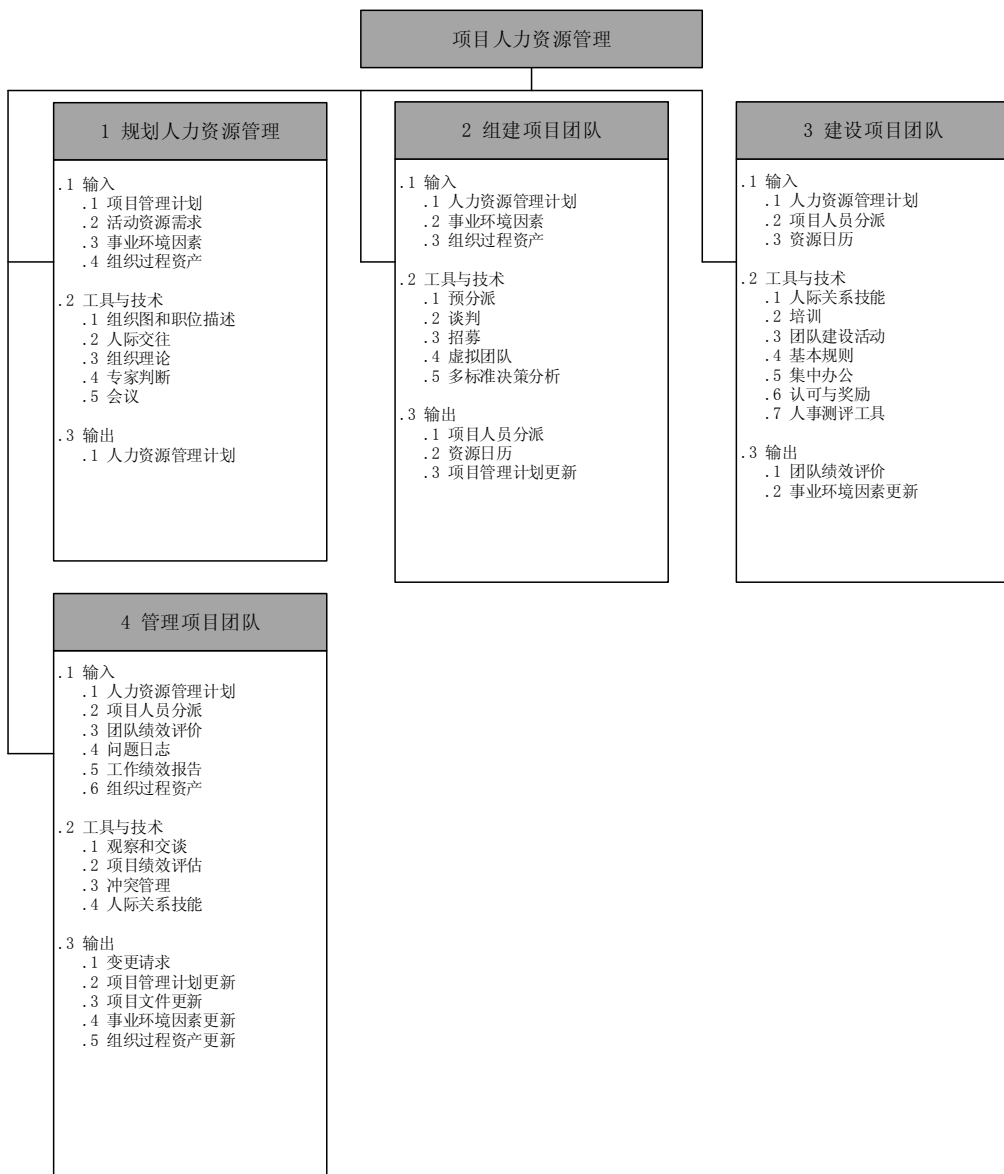 项目人力资源管理
1 规划人力资源管理
.1 输入
.1 项目管理计划
.2 活动资源需求
.3 事业环境因素
.4 组织过程资产
.2 工具与技术
.1 组织图和职位描述
.2 人际交往
.3 组织理论
.4 专家判断
.5 会议
.3 输出
.1 人力资源管理计划
2 组建项目团队
.1 输入
.1 人力资源管理计划
.2 事业环境因素
.3 组织过程资产
.2 工具与技术
.1 预分派
.2 谈判
.3 招募
.4 虚拟团队
.5 多标准决策分析
.3 输出
.1 项目人员分派
.2 资源日历
.3 项目管理计划更新
3 建设项目团队
.1 输入
.1 人力资源管理计划
.2 项目人员分派
.3 资源日历
.2 工具与技术
.1 人际关系技能
.2 培训
.3 团队建设活动
.4 基本规则
.5 集中办公
.6 认可与奖励
.7 人事测评工具
.3 输出
.1 团队绩效评价
.2 事业环境因素更新
4 管理项目团队
.1 输入
.1 人力资源管理计划
.2 项目人员分派
.3 团队绩效评价
.4 问题日志
.5 工作绩效报告
.6 组织过程资产
.2 工具与技术
.1 观察和交谈
.2 项目绩效评估
.3 冲突管理
.4 人际关系技能
.3 输出
.1 变更请求
.2 项目管理计划更新
.3 项目文件更新
.4 事业环境因素更新
.5 组织过程资产更新